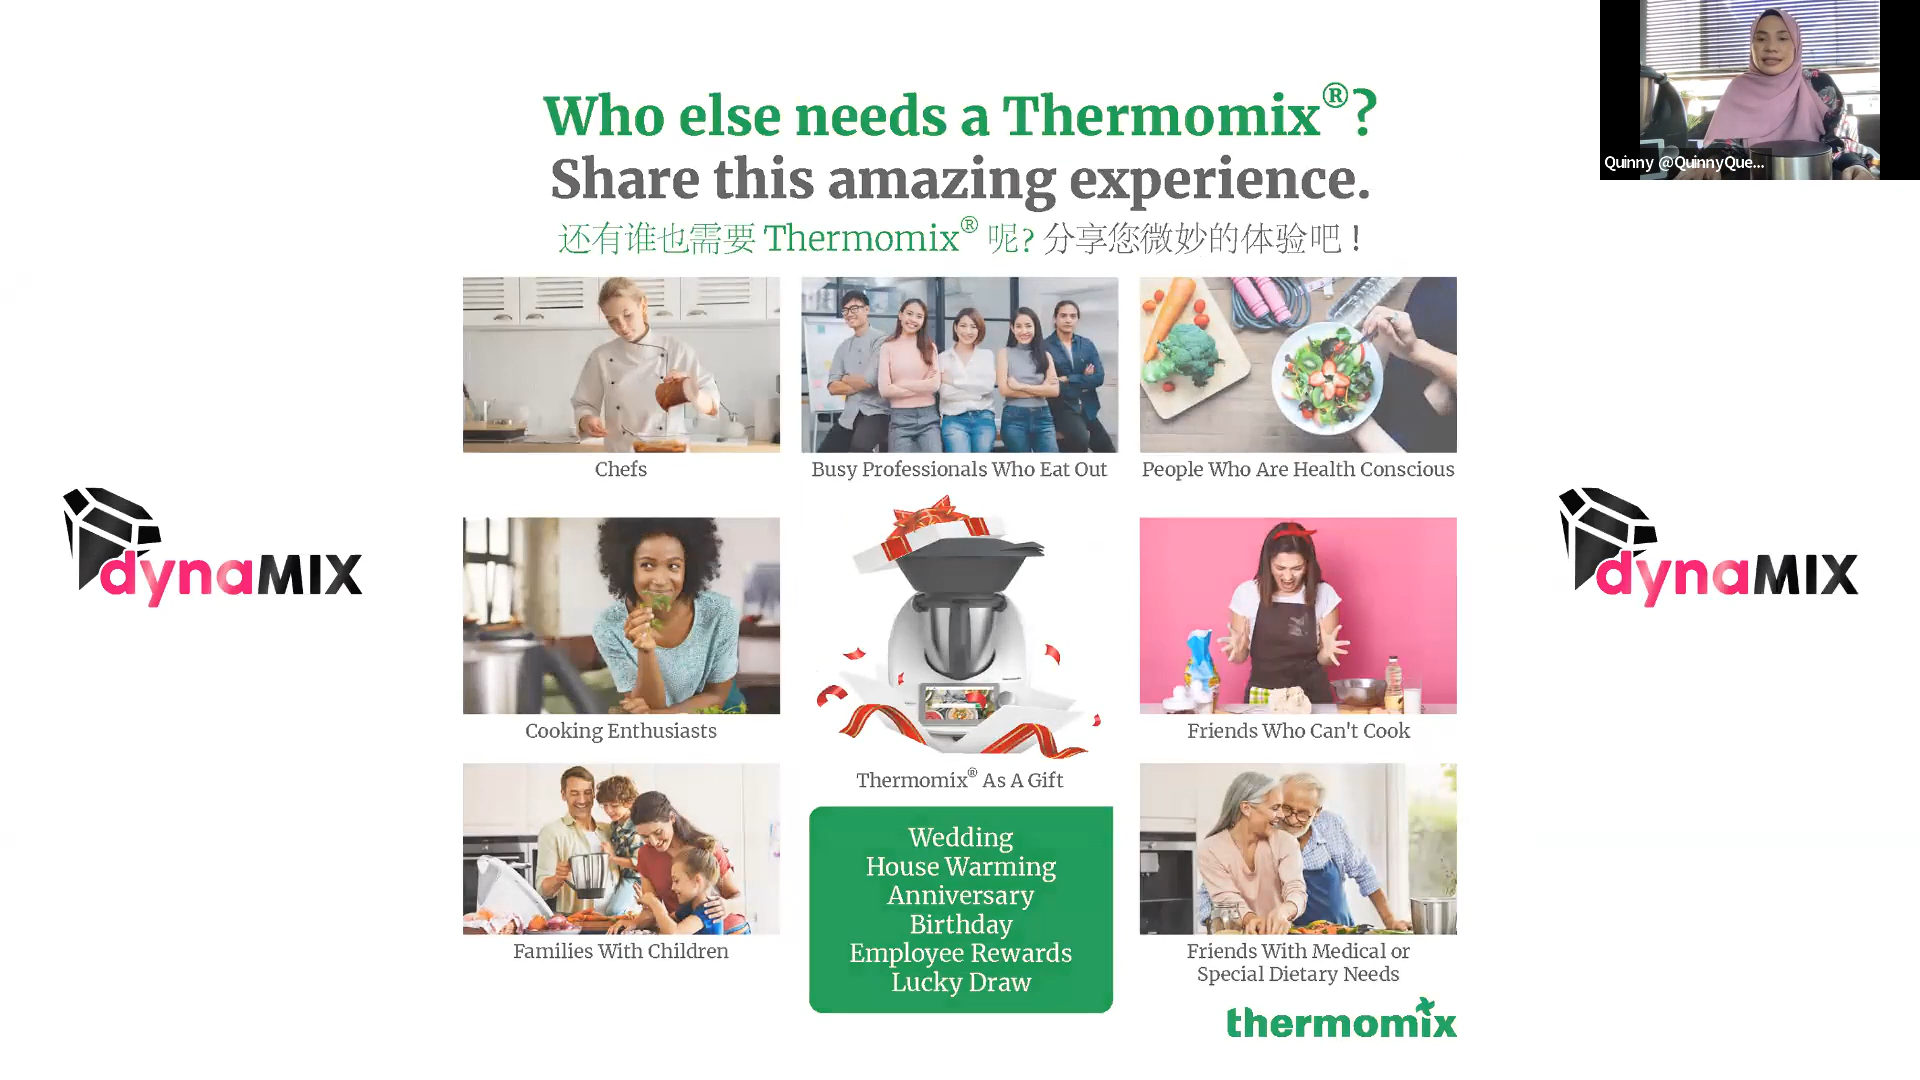 Who else needs a Thermomix®?
Share this amazing experience.
还有谁也需要 Thermomix® 呢? 分享您微妙的体验吧 !
Quinny @QuinnyQue...
Chefs
Busy Professionals Who Eat Out
People Who Are Health Conscious
dynaMIX
dynaMIX
Cooking Enthusiasts
Friends Who Can't Cook
Thermomix® As A Gift
Wedding
House Warming
Anniversary
Birthday
Employee Rewards
Lucky Draw
Families With Children
Friends With Medical or
Special Dietary Needs
thermomix